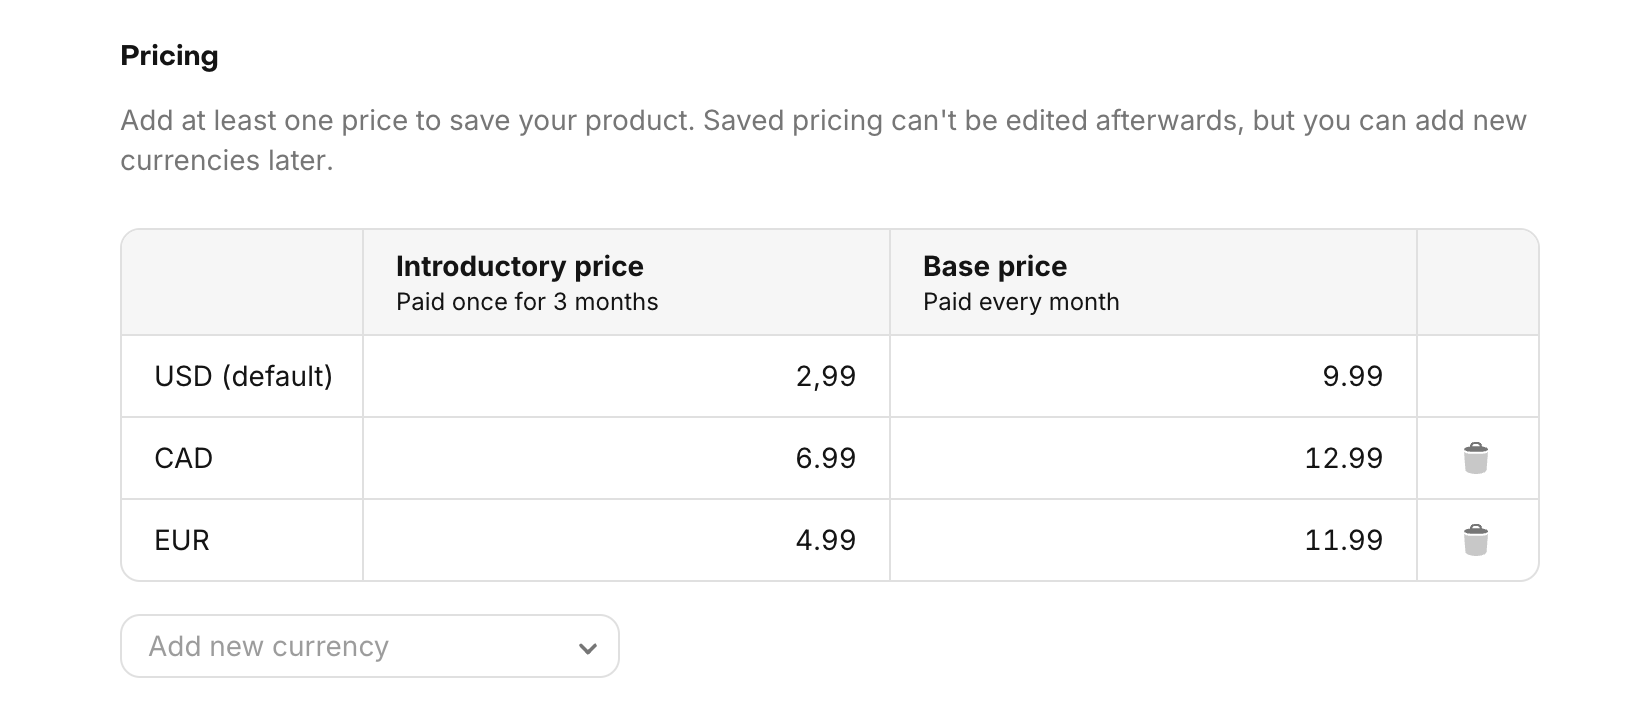 Pricing
Add at least one price to save your product. Saved pricing can't be edited afterwards, but you can add new
currencies later.
Introductory price
Paid once for 3 months
Base price
Paid every month
USD (default) 2,99 9.99
CAD 6.99 12.99
EUR 4.99 11.99
Add new currency